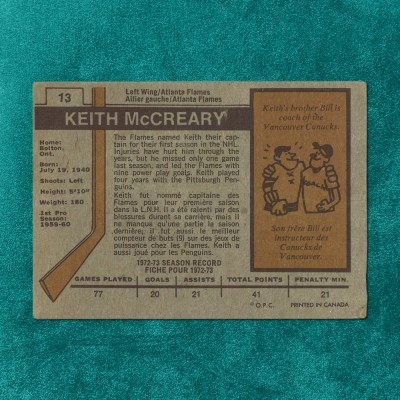 13
Left Wing/Atlanta Flames
Ailier gauche/Atlanta Flames
KEITH McCREARY
Home:
Bolton,
Ont.
Born:
July 19, 1940
Shoots: Left
Height: 5'10"
Weight: 180
1st Pro
Season:
1959-60
The Flames named Keith their cap-
tain for their first season in the NHL.
Injuries have hurt him through the
years, but he missed only one game
last season, and led the Flames with
nine power play goals. Keith played
four years with the Pittsburgh Pen-
guins.
Keith fut nommé capitaine des
Flames pour leur première saison
dans la L.N.H. Il a été ralenti par des
blessures durant sa carrière, mais il
ne manqua qu'une partie la saison
dernière; il fut aussi le meilleur
compteur de buts (9) sur des jeux de
puissance chez les Flames. Keith a
aussi joué pour les Penguins.
Keith's brother Bill is
coach of the
Vancouver Canucks.
Son frère Bill est
instructeur des
Canucks de
Vancouver.
1972-73 SEASON RECORD
FICHE POUR 1972-73
GAMES PLAYED GOALS ASSISTS TOTAL POINTS PENALTY MIN.
77 20 21 41 21
© O.P.C. PRINTED IN CANADA